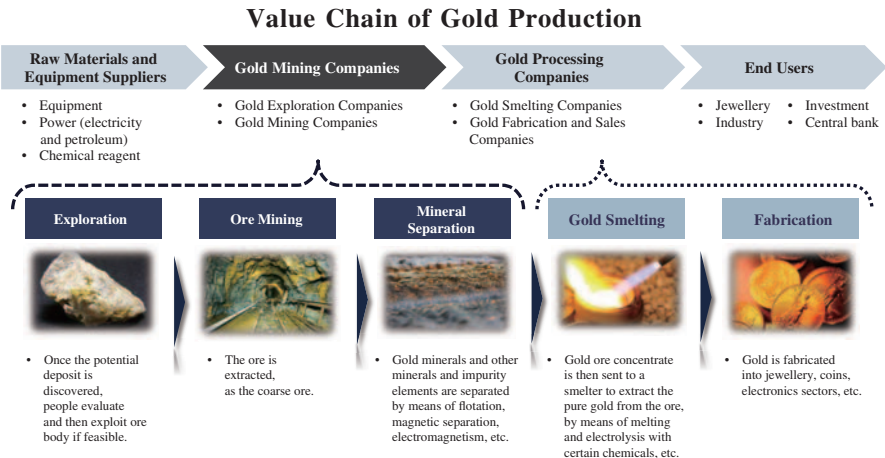 Value Chain of Gold Production
Raw Materials and
Equipment Suppliers
Gold Mining Companies
Gold Processing
Companies
End Users
• Equipment
• Power (electricity
and petroleum)
• Chemical reagent
• Gold Exploration Companies
• Gold Mining Companies
• Gold Smelting Companies
• Gold Fabrication and Sales
Companies
• Jewellery • Investment
• Industry • Central bank
Exploration
Ore Mining
Mineral
Separation
Gold Smelting
Fabrication
• Once the potential
deposit is
discovered,
people evaluate
and then exploit ore
body if feasible.
• The ore is
extracted,
as the coarse ore.
• Gold minerals and other
minerals and impurity
elements are separated
by means of flotation,
magnetic separation,
electromagnetism, etc.
• Gold ore concentrate
is then sent to a
smelter to extract the
pure gold from the ore,
by means of melting
and electrolysis with
certain chemicals, etc.
• Gold is fabricated
into jewellery, coins,
electronics sectors, etc.